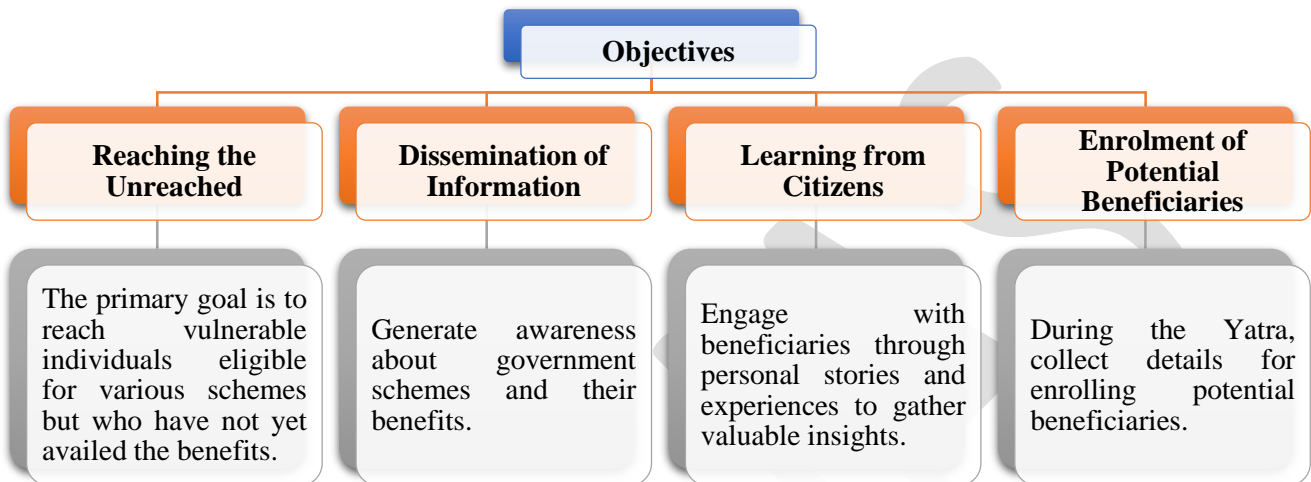 Objectives
Reaching the
Unreached
The primary goal is to
reach vulnerable
individuals eligible
for various schemes
but who have not yet
availed the benefits.
Dissemination of
Information
Generate awareness
about government
schemes and their
benefits.
Learning from
Citizens
Engage with
beneficiaries through
personal stories and
experiences to gather
valuable insights.
Enrolment of
Potential
Beneficiaries
During the Yatra,
collect details for
enrolling potential
beneficiaries.